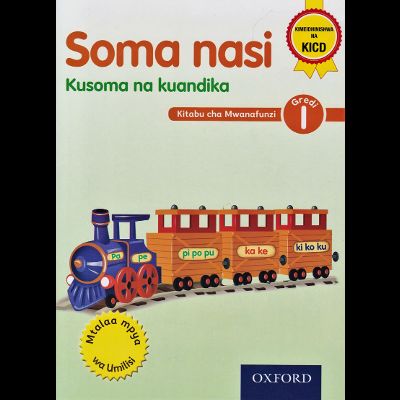 Soma nasi
KIMEIDHINISHWA
NA
KICD
Kusoma na kuandika
Kitabu cha Mwanafunzi
Gredi
1
Pa pe
pi po pu
ka ke
ki ko ku
Mtalaa mpya
wa Umilisi
OXFORD